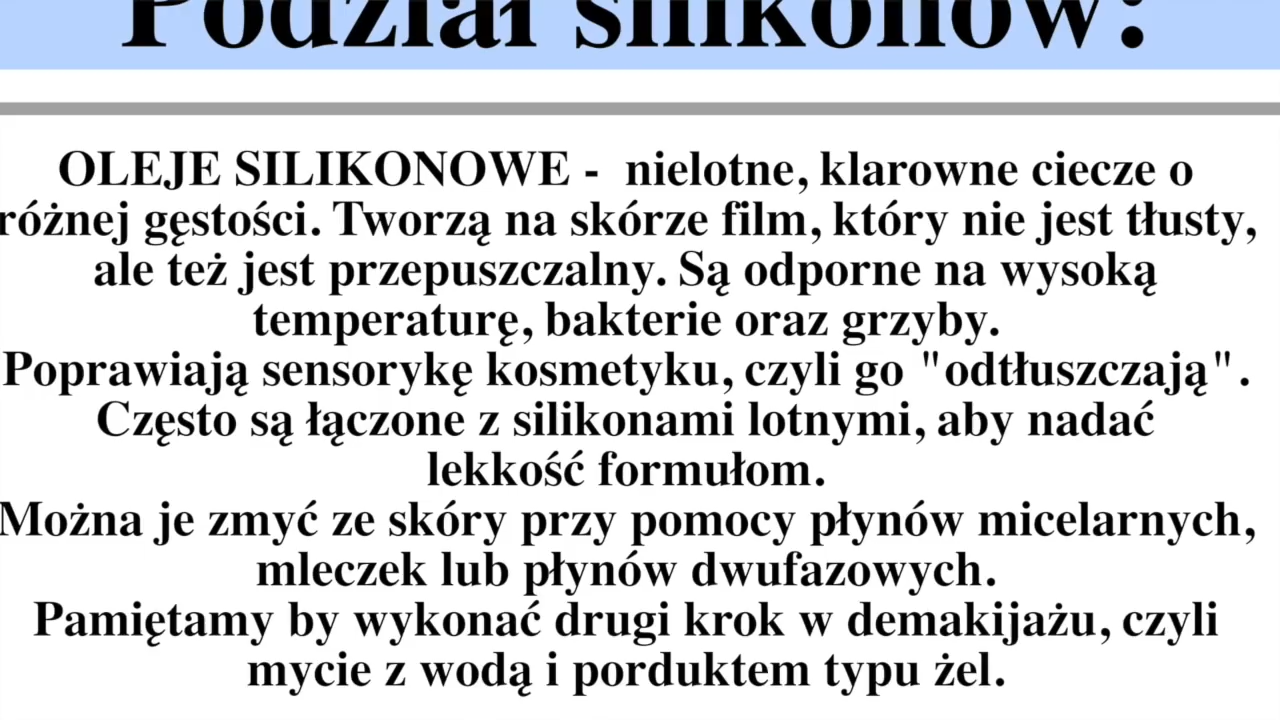 Podział silikonów:
OLEJE SILIKONOWE - nielotne, klarowne ciecze o
różnej gęstości. Tworzą na skórze film, który nie jest tłusty,
ale też jest przepuszczalny. Są odporne na wysoką
temperaturę, bakterie oraz grzyby.
Poprawiają sensorykę kosmetyku, czyli go "odtłuszczają".
Często są łączone z silikonami lotnymi, aby nadać
lekkość formułom.
Można je zmyć ze skóry przy pomocy płynów micelarnych,
mleczek lub płynów dwufazowych.
Pamiętamy by wykonać drugi krok w demakijażu, czyli
mycie z wodą i porduktem typu żel.